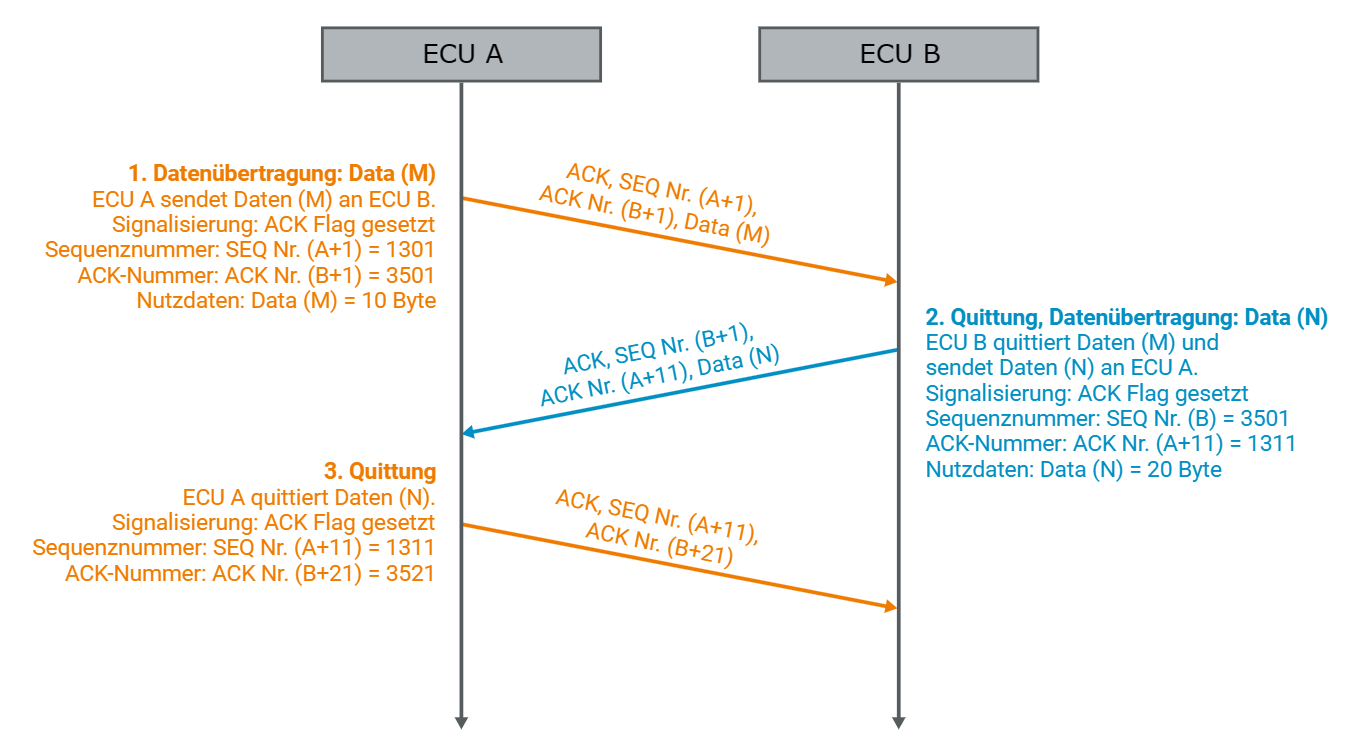 ECU A
ECU B
1. Datenübertragung: Data (M)
ECU A sendet Daten (M) an ECU B.
Signalisierung: ACK Flag gesetzt
Sequenznummer: SEQ Nr. (A+1) = 1301
ACK-Nummer: ACK Nr. (B+1) = 3501
Nutzdaten: Data (M) = 10 Byte
ACK, SEQ Nr. (A+1),
ACK Nr. (B+1), Data (M)
2. Quittung, Datenübertragung: Data (N)
ECU B quittiert Daten (M) und
sendet Daten (N) an ECU A.
Signalisierung: ACK Flag gesetzt
Sequenznummer: SEQ Nr. (B) = 3501
ACK-Nummer: ACK Nr. (A+11) = 1311
Nutzdaten: Data (N) = 20 Byte
ACK, SEQ Nr. (B+1),
ACK Nr. (A+11), Data (N)
3. Quittung
ECU A quittiert Daten (N).
Signalisierung: ACK Flag gesetzt
Sequenznummer: SEQ Nr. (A+11) = 1311
ACK-Nummer: ACK Nr. (B+21) = 3521
ACK, SEQ Nr. (A+11),
ACK Nr. (B+21)